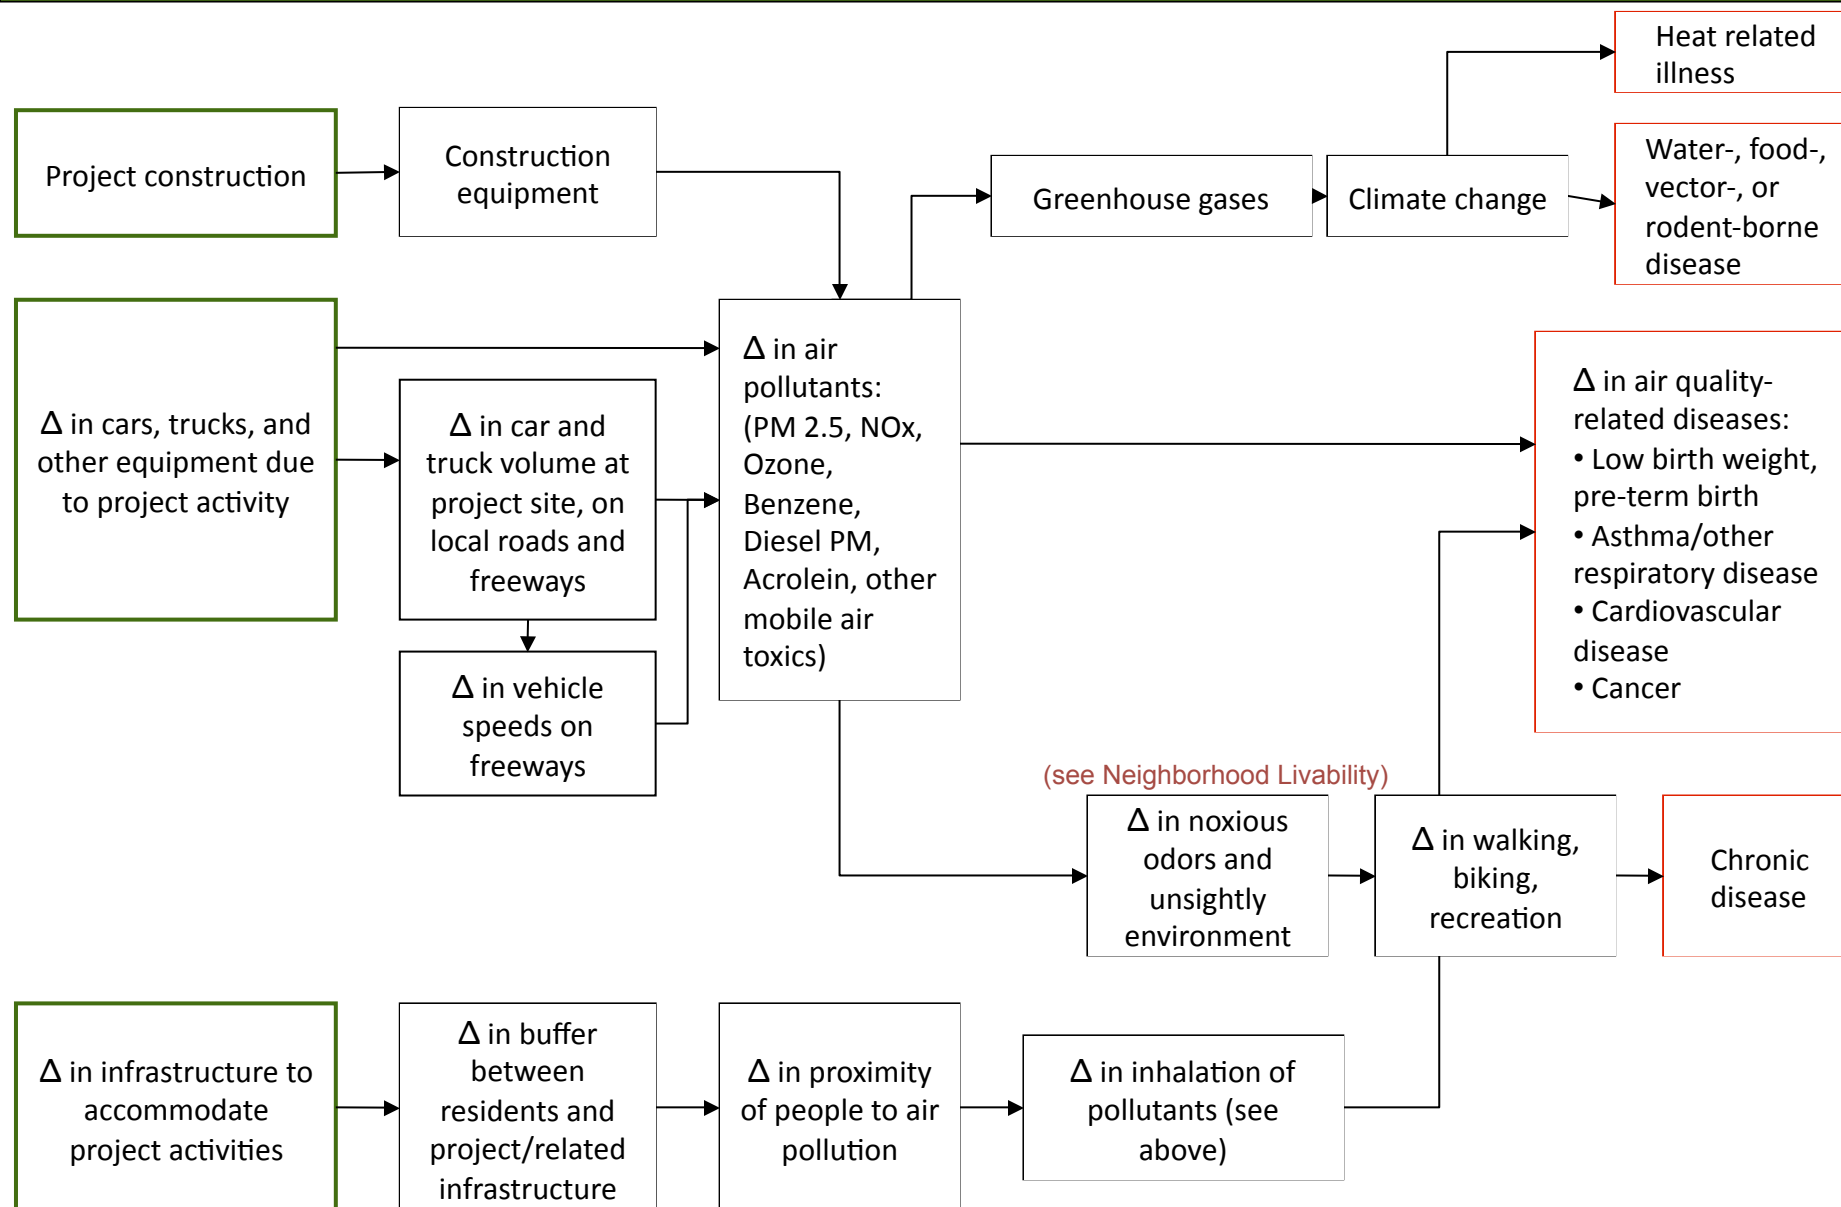 Heat related
illness
Project construction
Construction
equipment
Greenhouse gases
Climate change
Water-, food-,
vector-, or
rodent-borne
disease
Δ in cars, trucks, and
other equipment due
to project activity
Δ in car and
truck volume at
project site, on
local roads and
freeways
Δ in vehicle
speeds on
freeways
Δ in air
pollutants:
(PM 2.5, NOx,
Ozone,
Benzene,
Diesel PM,
Acrolein, other
mobile air
toxics)
Δ in air quality-
related diseases:
• Low birth weight,
pre-term birth
• Asthma/other
respiratory disease
• Cardiovascular
disease
• Cancer
(see Neighborhood Livability)
Δ in noxious
odors and
unsightly
environment
Δ in walking,
biking,
recreation
Chronic
disease
Δ in infrastructure to
accommodate
project activities
Δ in buffer
between
residents and
project/related
infrastructure
Δ in proximity
of people to air
pollution
Δ in inhalation of
pollutants (see
above)